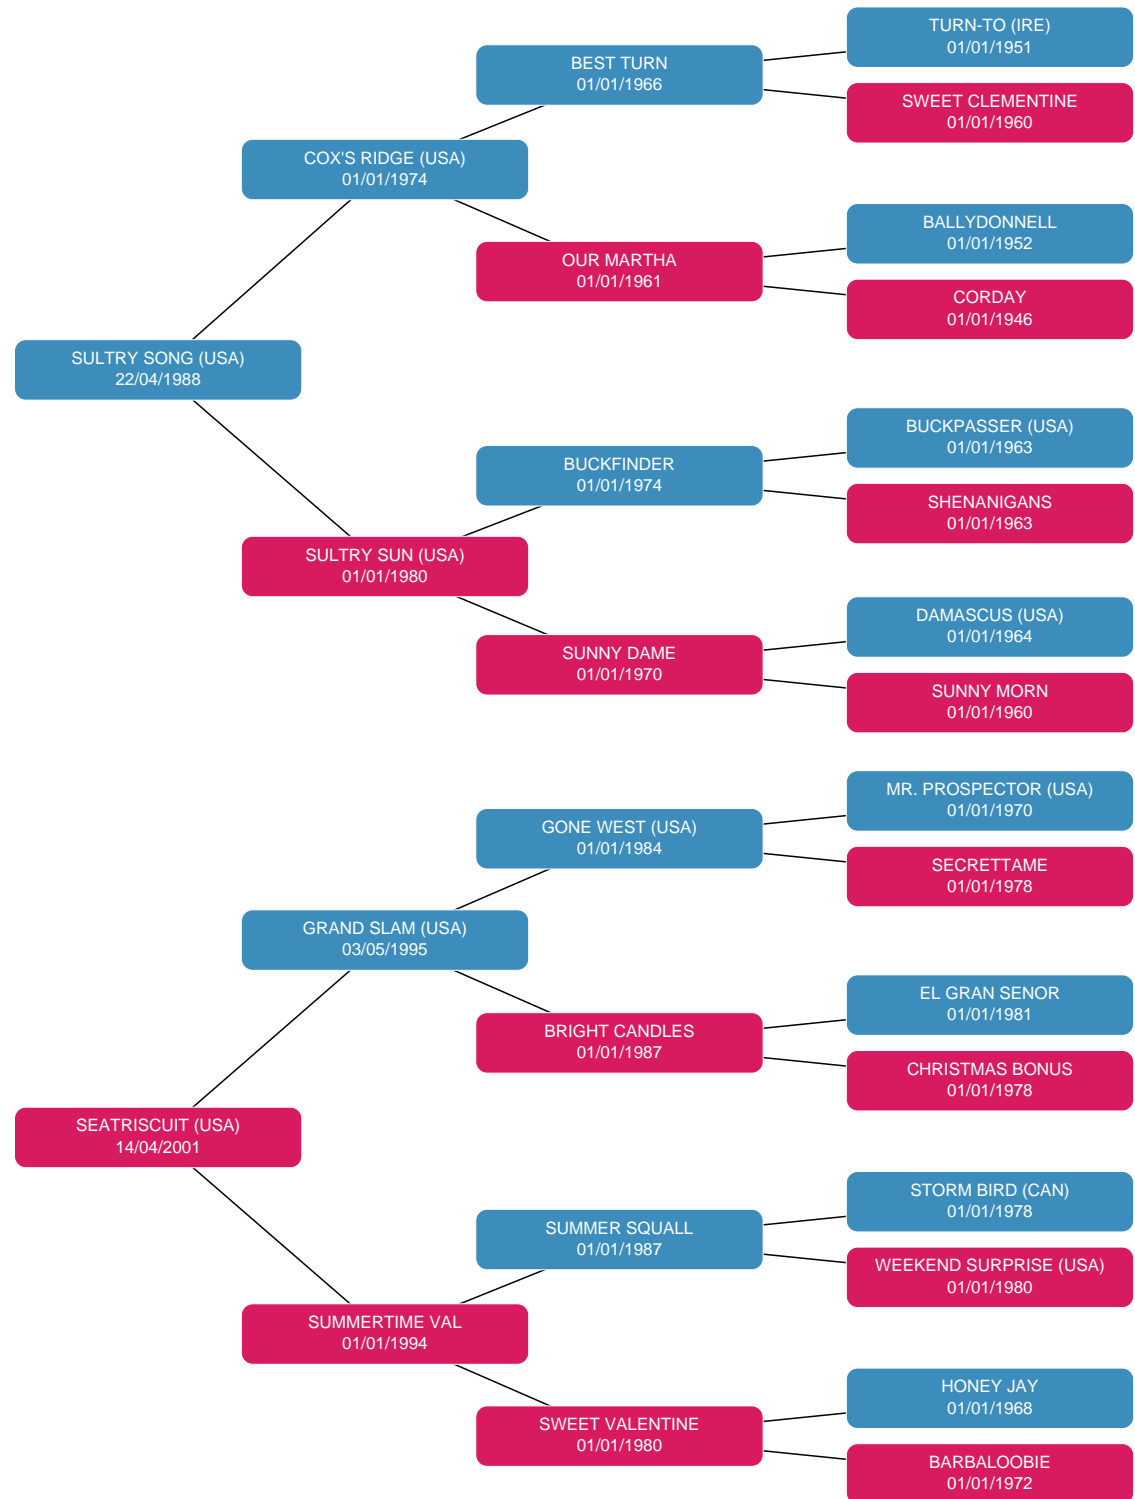 TURN-TO (IRE)
01/01/1951
BEST TURN
01/01/1966
SWEET CLEMENTINE
01/01/1960
COX'S RIDGE (USA)
01/01/1974
BALLYDONNELL
01/01/1952
OUR MARTHA
01/01/1961
CORDAY
01/01/1946
SULTRY SONG (USA)
22/04/1988
BUCKPASSER (USA)
01/01/1963
BUCKFINDER
01/01/1974
SHENANIGANS
01/01/1963
SULTRY SUN (USA)
01/01/1980
DAMASCUS (USA)
01/01/1964
SUNNY DAME
01/01/1970
SUNNY MORN
01/01/1960
MR. PROSPECTOR (USA)
01/01/1970
GONE WEST (USA)
01/01/1984
SECRETTAME
01/01/1978
GRAND SLAM (USA)
03/05/1995
EL GRAN SENOR
01/01/1981
BRIGHT CANDLES
01/01/1987
CHRISTMAS BONUS
01/01/1978
SEATRISCUIT (USA)
14/04/2001
STORM BIRD (CAN)
01/01/1978
SUMMER SQUALL
01/01/1987
WEEKEND SURPRISE (USA)
01/01/1980
SUMMERTIME VAL
01/01/1994
HONEY JAY
01/01/1968
SWEET VALENTINE
01/01/1980
BARBALOOBIE
01/01/1972